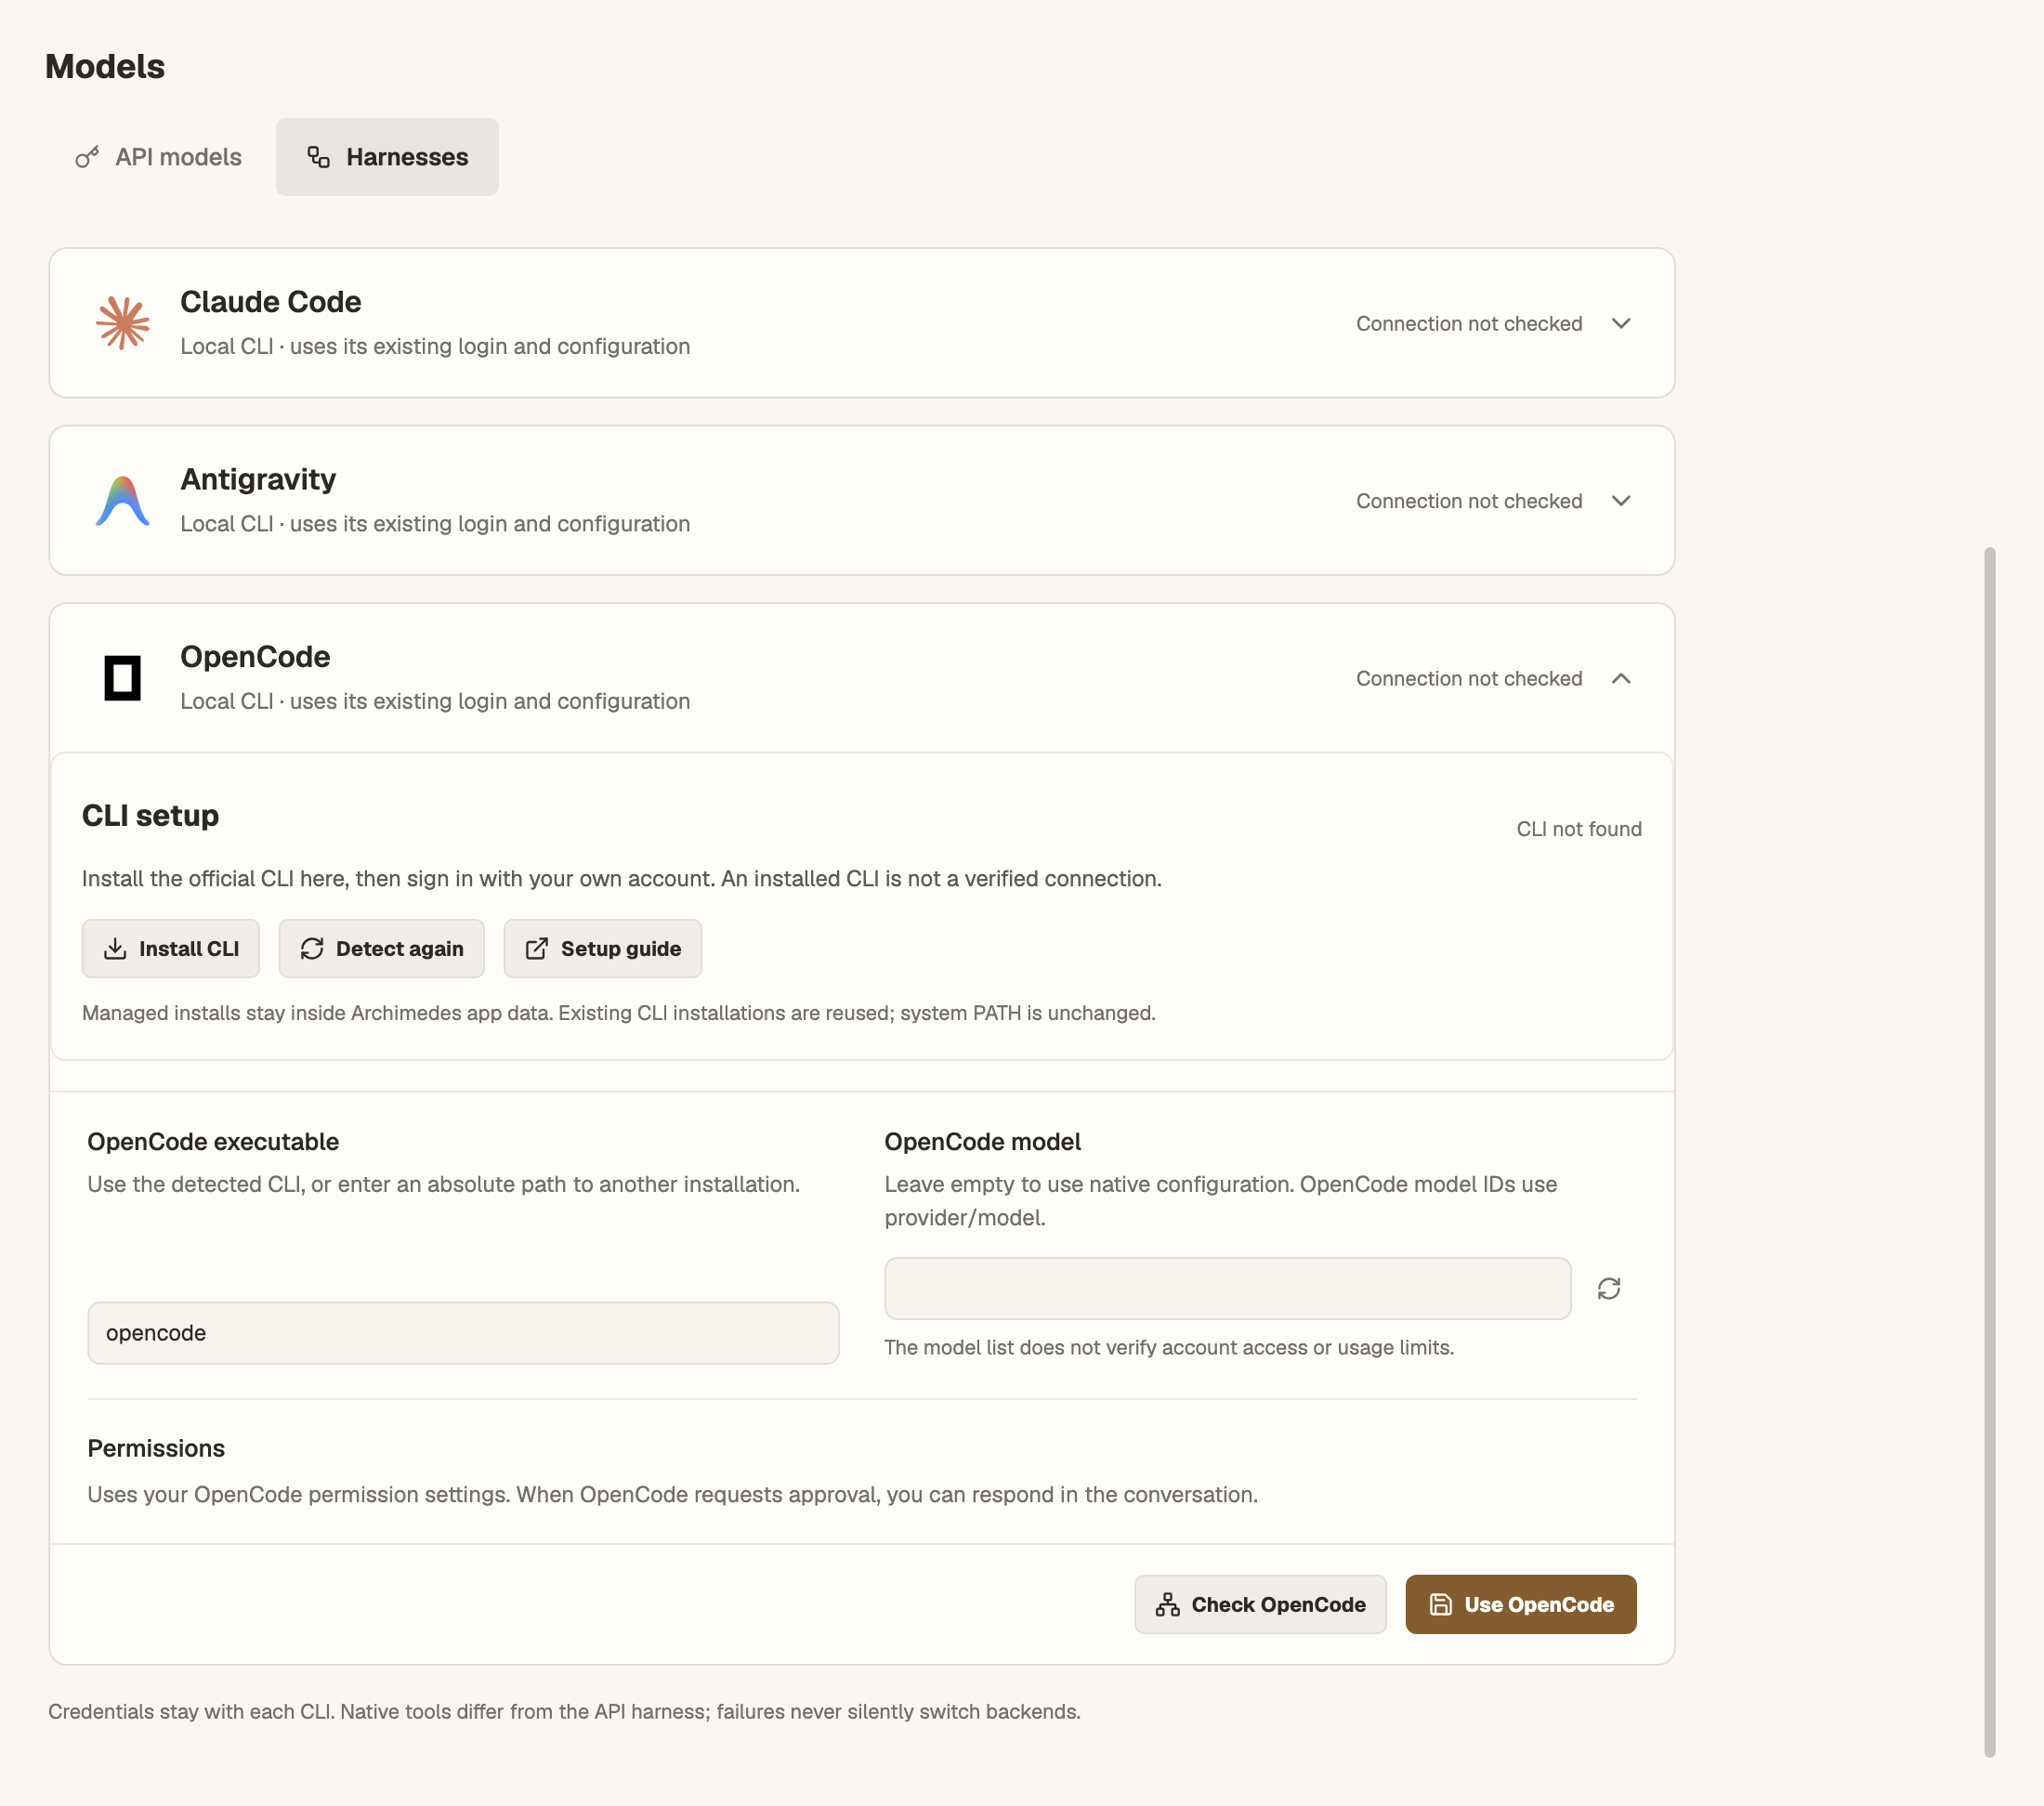 Models
API models
Harnesses
Claude Code
Local CLI · uses its existing login and configuration
Connection not checked
Antigravity
Local CLI · uses its existing login and configuration
Connection not checked
OpenCode
Local CLI · uses its existing login and configuration
Connection not checked
CLI setup
CLI not found
Install the official CLI here, then sign in with your own account. An installed CLI is not a verified connection.
Install CLI
Detect again
Setup guide
Managed installs stay inside Archimedes app data. Existing CLI installations are reused; system PATH is unchanged.
OpenCode executable
Use the detected CLI, or enter an absolute path to another installation.
opencode
OpenCode model
Leave empty to use native configuration. OpenCode model IDs use
provider/model.
The model list does not verify account access or usage limits.
Permissions
Uses your OpenCode permission settings. When OpenCode requests approval, you can respond in the conversation.
Check OpenCode
Use OpenCode
Credentials stay with each CLI. Native tools differ from the API harness; failures never silently switch backends.